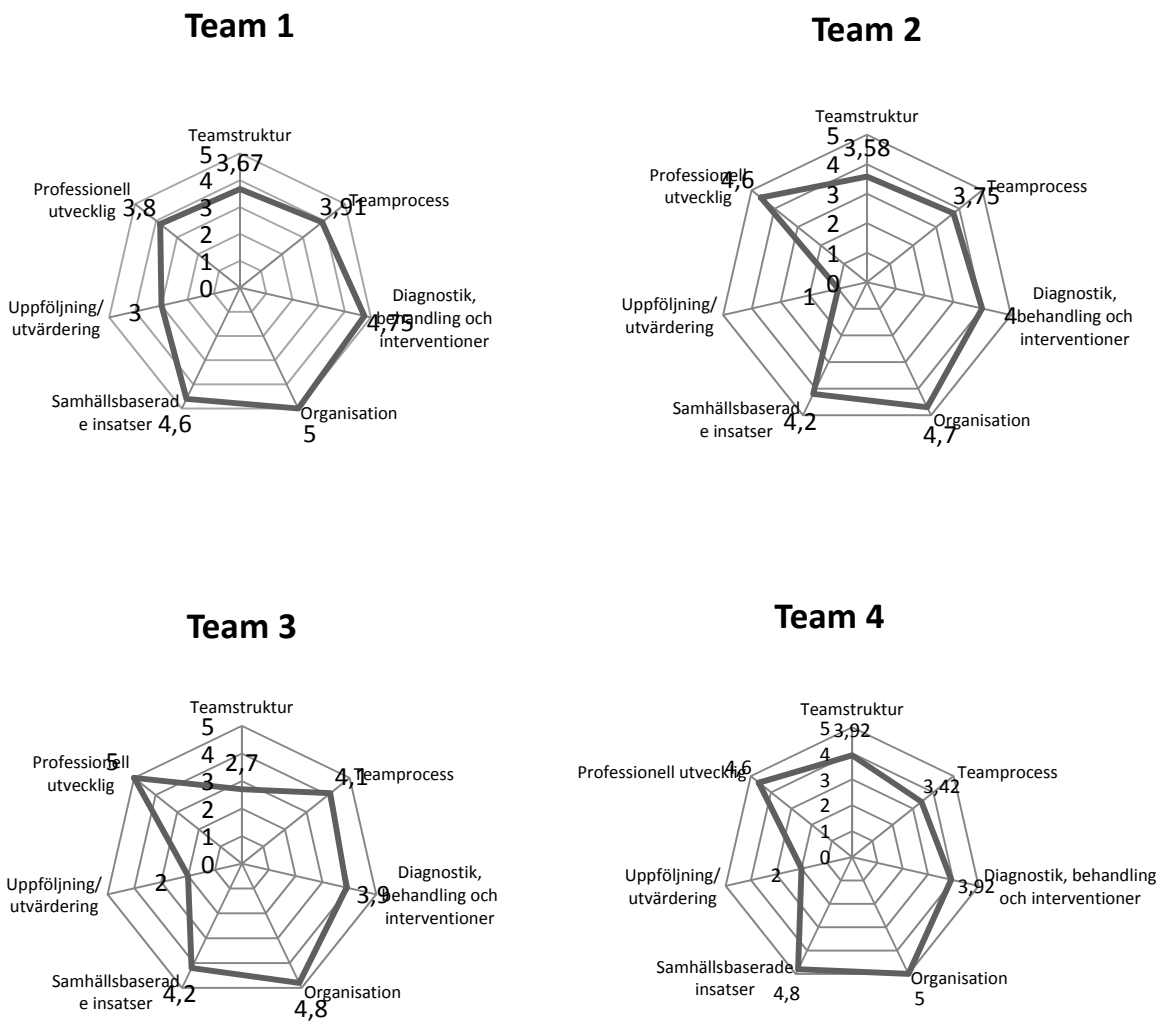 Team 1
Teamstruktur
5
3,67
4
3
2
1
0
Teamprocess
3,91
Diagnostik,
behandling och
interventioner
4,75
Organisation
5
Samhällsbaserad
e insatser
4,6
Uppföljning/
utvärdering
3
Professionell
utvecklig
3,8
Team 2
Teamstruktur
5
3,58
4
3
2
1
0
Teamprocess
3,75
Diagnostik,
behandling och
interventioner
4
Organisation
4,7
Samhällsbaserad
e insatser
4,2
Uppföljning/
utvärdering
1
Professionell
utvecklig
4,6
Team 3
Teamstruktur
5
4
2,7
3
2
1
0
Teamprocess
4,1
Diagnostik,
behandling och
interventioner
3,9
Organisation
4,8
Samhällsbaserad
e insatser
4,2
Uppföljning/
utvärdering
2
Professionell
utvecklig
5
Team 4
Teamstruktur
5
3,92
4
3
2
1
0
Teamprocess
3,42
Diagnostik, behandling
och interventioner
3,92
Organisation
5
Samhällsbaserade
insatser
4,8
Uppföljning/
utvärdering
2
Professionell utvecklig
4,6